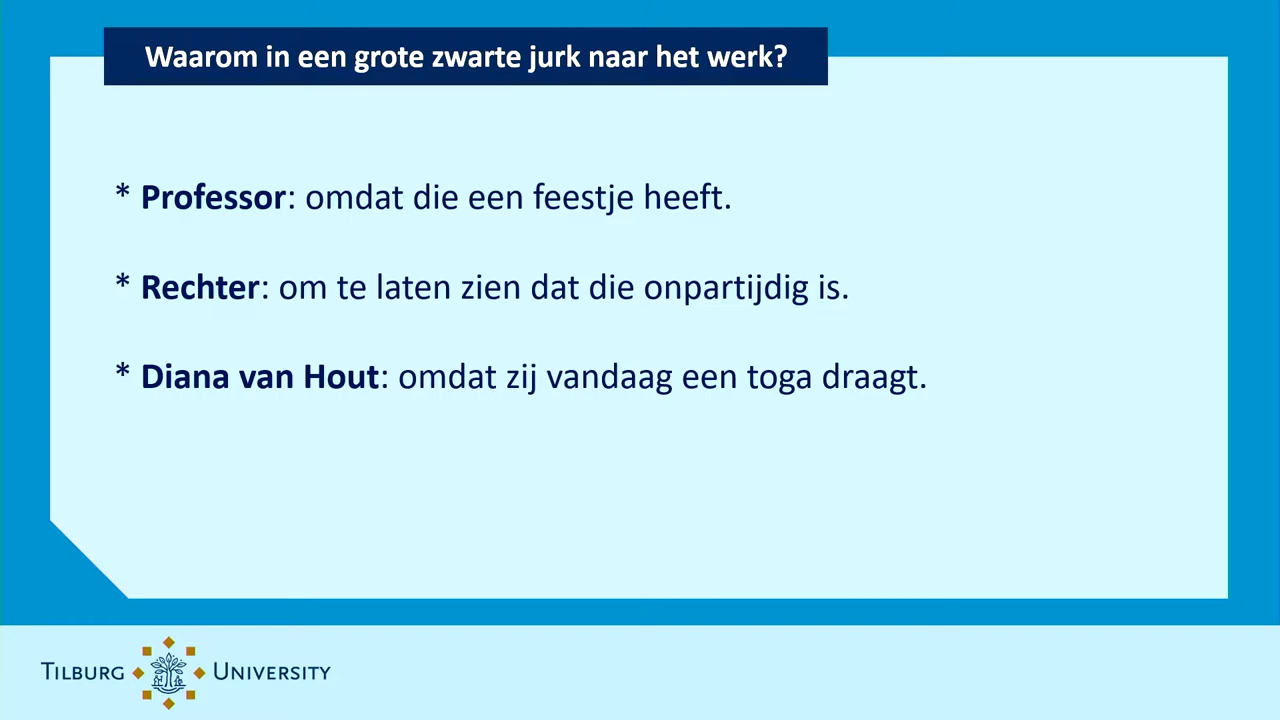 Waarom in een grote zwarte jurk naar het werk?
* Professor: omdat die een feestje heeft.
* Rechter: om te laten zien dat die onpartijdig is.
* Diana van Hout: omdat zij vandaag een toga draagt.
TILBURG UNIVERSITY